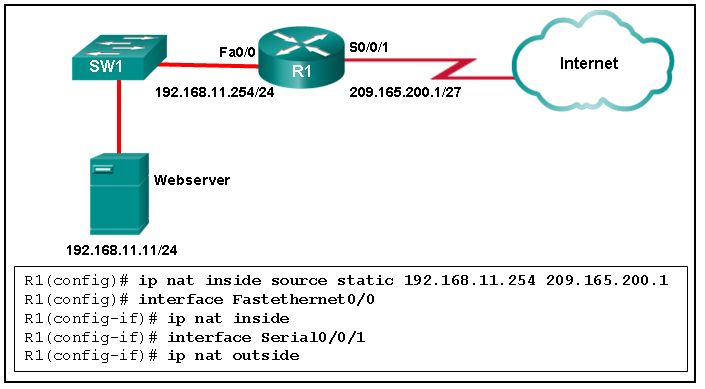 Fa0/0
S0/0/1
SW1
R1
Internet
192.168.11.254/24
209.165.200.1/27
Webserver
192.168.11.11/24
R1(config)# ip nat inside source static 192.168.11.254 209.165.200.1
R1(config)# interface Fastethernet0/0
R1(config-if)# ip nat inside
R1(config-if)# interface Serial0/0/1
R1(config-if)# ip nat outside